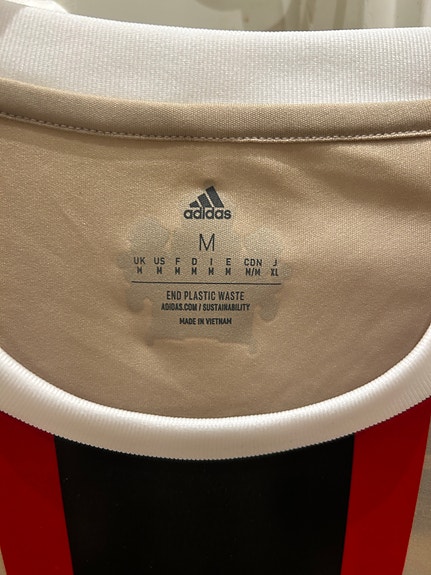 adidas
M
UK US F D I E CDN J
M M M M M M M/M XL
END PLASTIC WASTE
ADIDAS.COM / SUSTAINABILITY
MADE IN VIETNAM